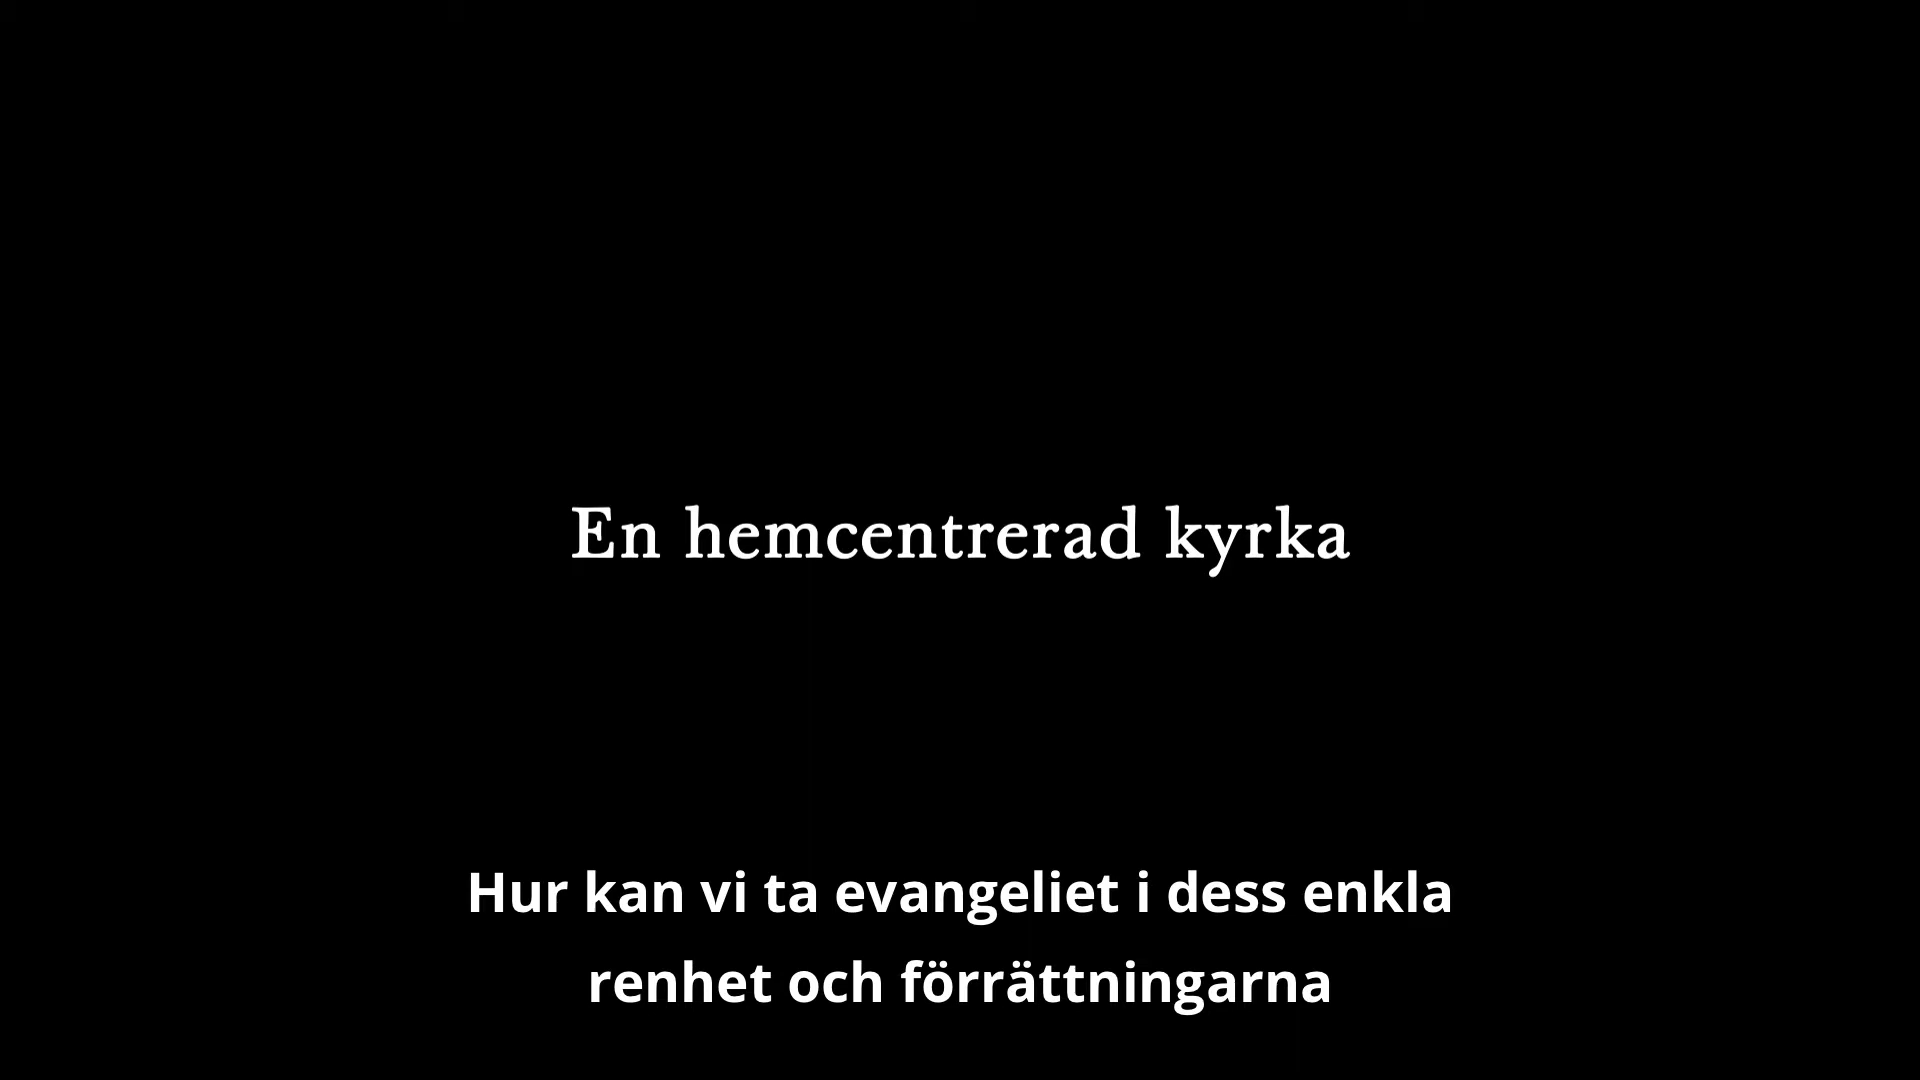 En hemcentrerad kyrka
Hur kan vi ta evangeliet i dess enkla
renhet och förrättningarna